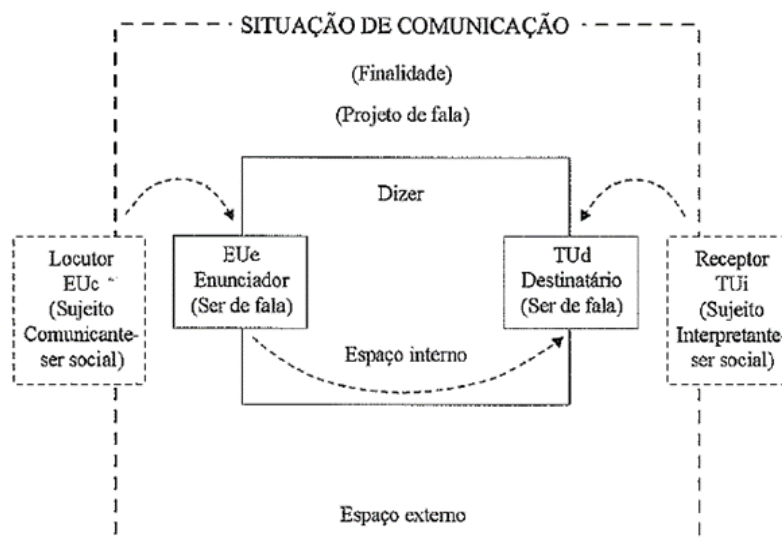 SITUAÇÃO DE COMUNICAÇÃO
(Finalidade)
(Projeto de fala)
Dizer
Locutor
EUc
(Sujeito
Comunicante-
ser social)
EUe
Enunciador
(Ser de fala)
TUd
Destinatário
(Ser de fala)
Receptor
TUi
(Sujeito
Interpretante-
ser social)
Espaço interno
Espaço externo